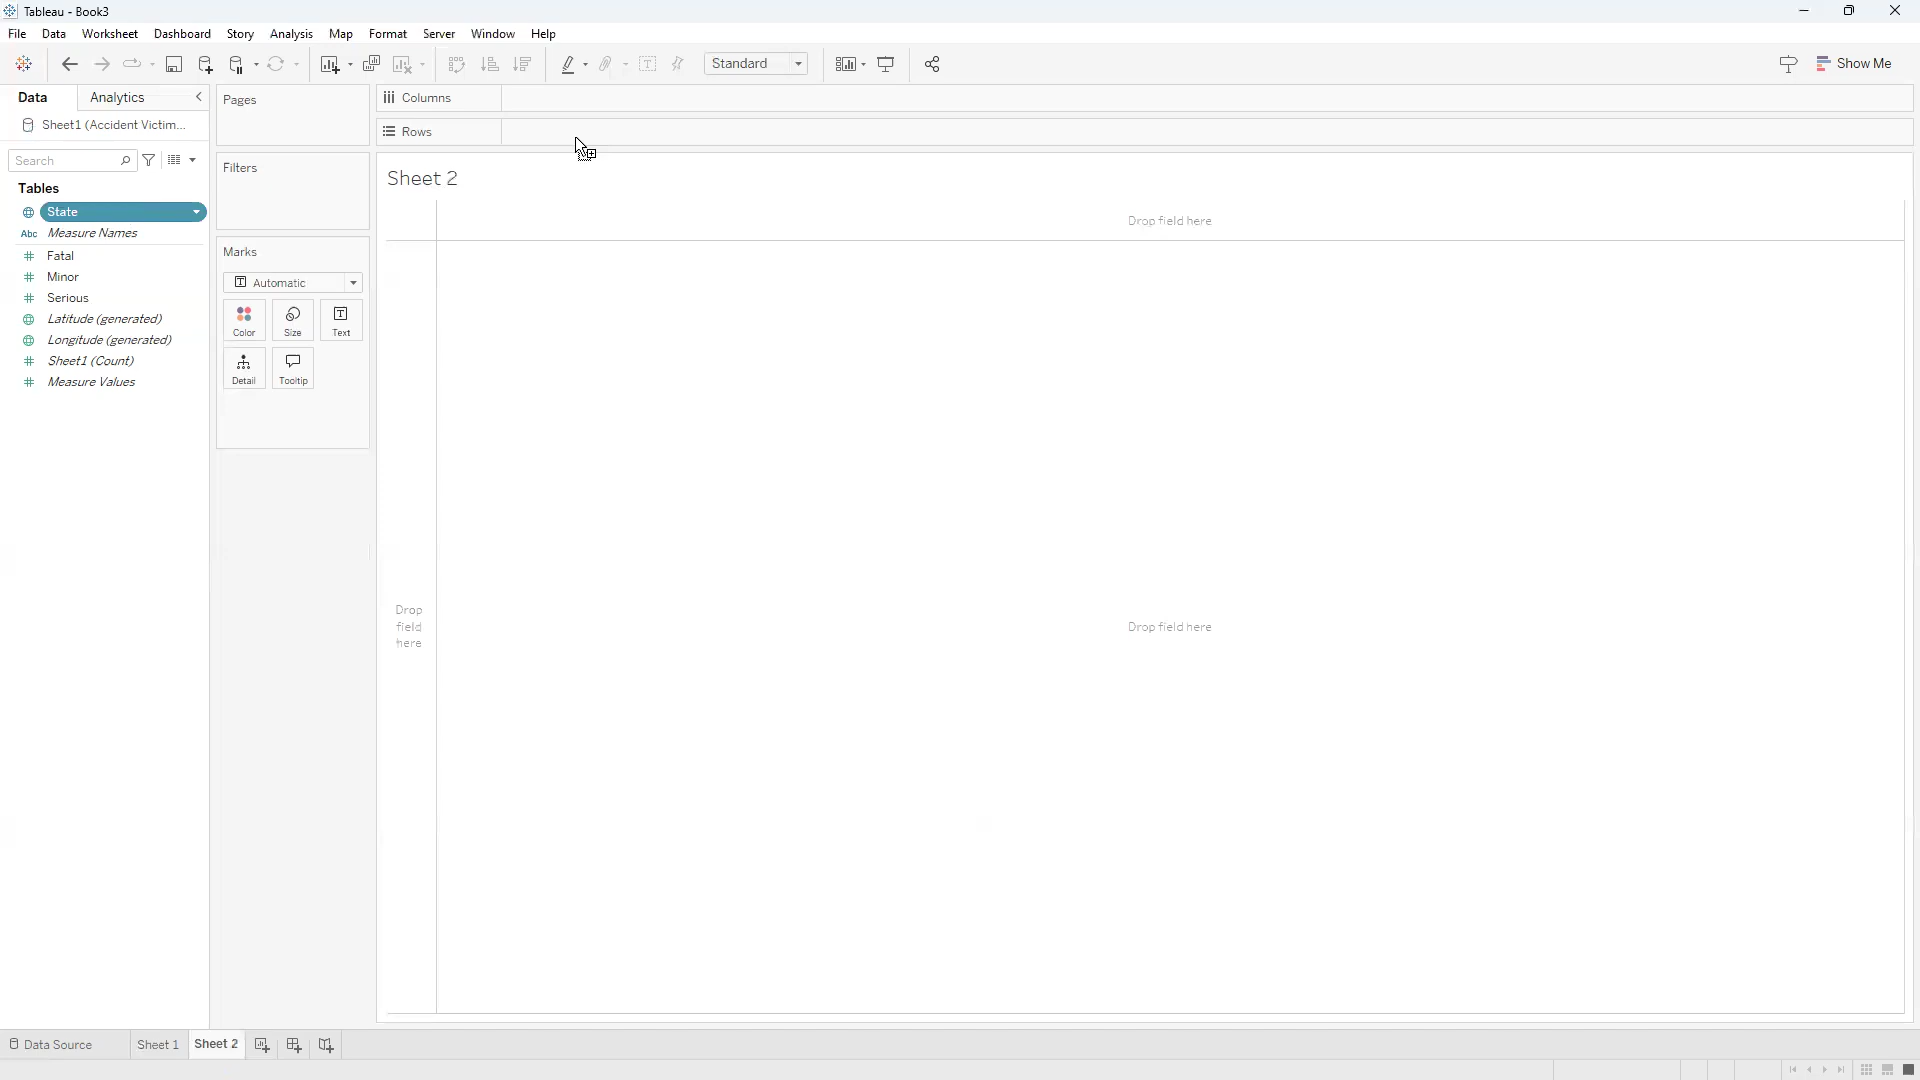 Tableau - Book3
File Data Worksheet Dashboard Story Analysis Map Format Server Window Help
Standard
Show Me
Data Analytics
Sheet1 (Accident Victim...
Search
Tables
State
Abc Measure Names
Fatal
Minor
Serious
Latitude (generated)
Longitude (generated)
Sheet1 (Count)
Measure Values
Pages
Filters
Marks
Automatic
Color Size Text
Detail Tooltip
Columns
Rows
Sheet 2
Drop field here
Drop
field
here
Drop field here
Data Source Sheet 1 Sheet 2